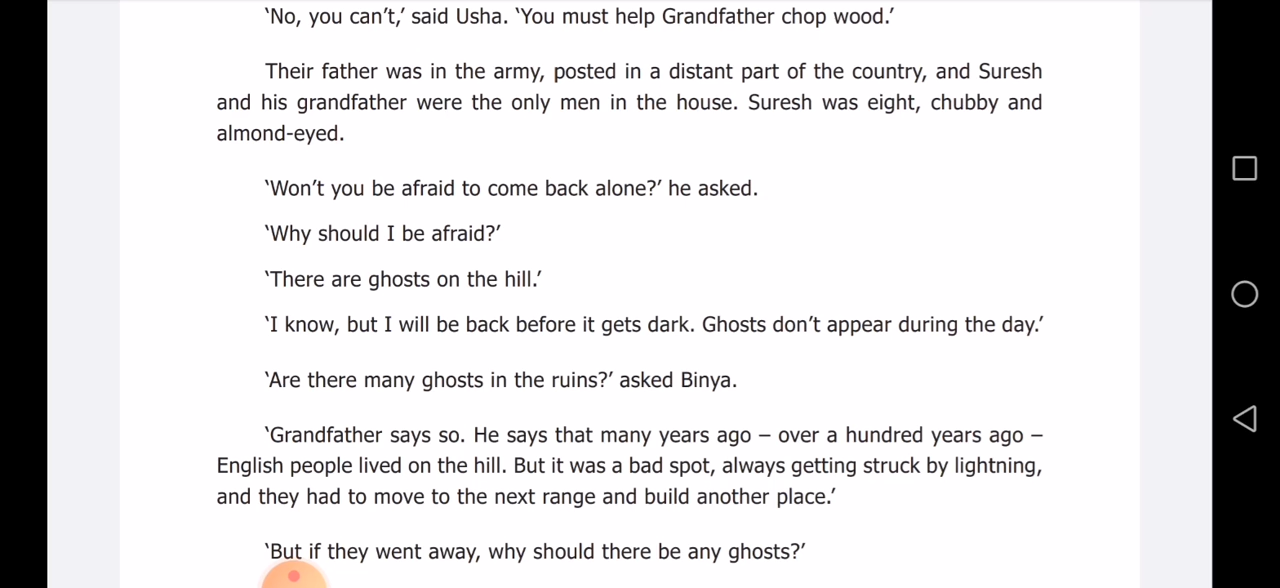 ‘No, you can’t,’ said Usha. ‘You must help Grandfather chop wood.’
Their father was in the army, posted in a distant part of the country, and Suresh
and his grandfather were the only men in the house. Suresh was eight, chubby and
almond-eyed.
‘Won’t you be afraid to come back alone?’ he asked.
‘Why should I be afraid?’
‘There are ghosts on the hill.’
‘I know, but I will be back before it gets dark. Ghosts don’t appear during the day.’
‘Are there many ghosts in the ruins?’ asked Binya.
‘Grandfather says so. He says that many years ago – over a hundred years ago –
English people lived on the hill. But it was a bad spot, always getting struck by lightning,
and they had to move to the next range and build another place.’
‘But if they went away, why should there be any ghosts?’